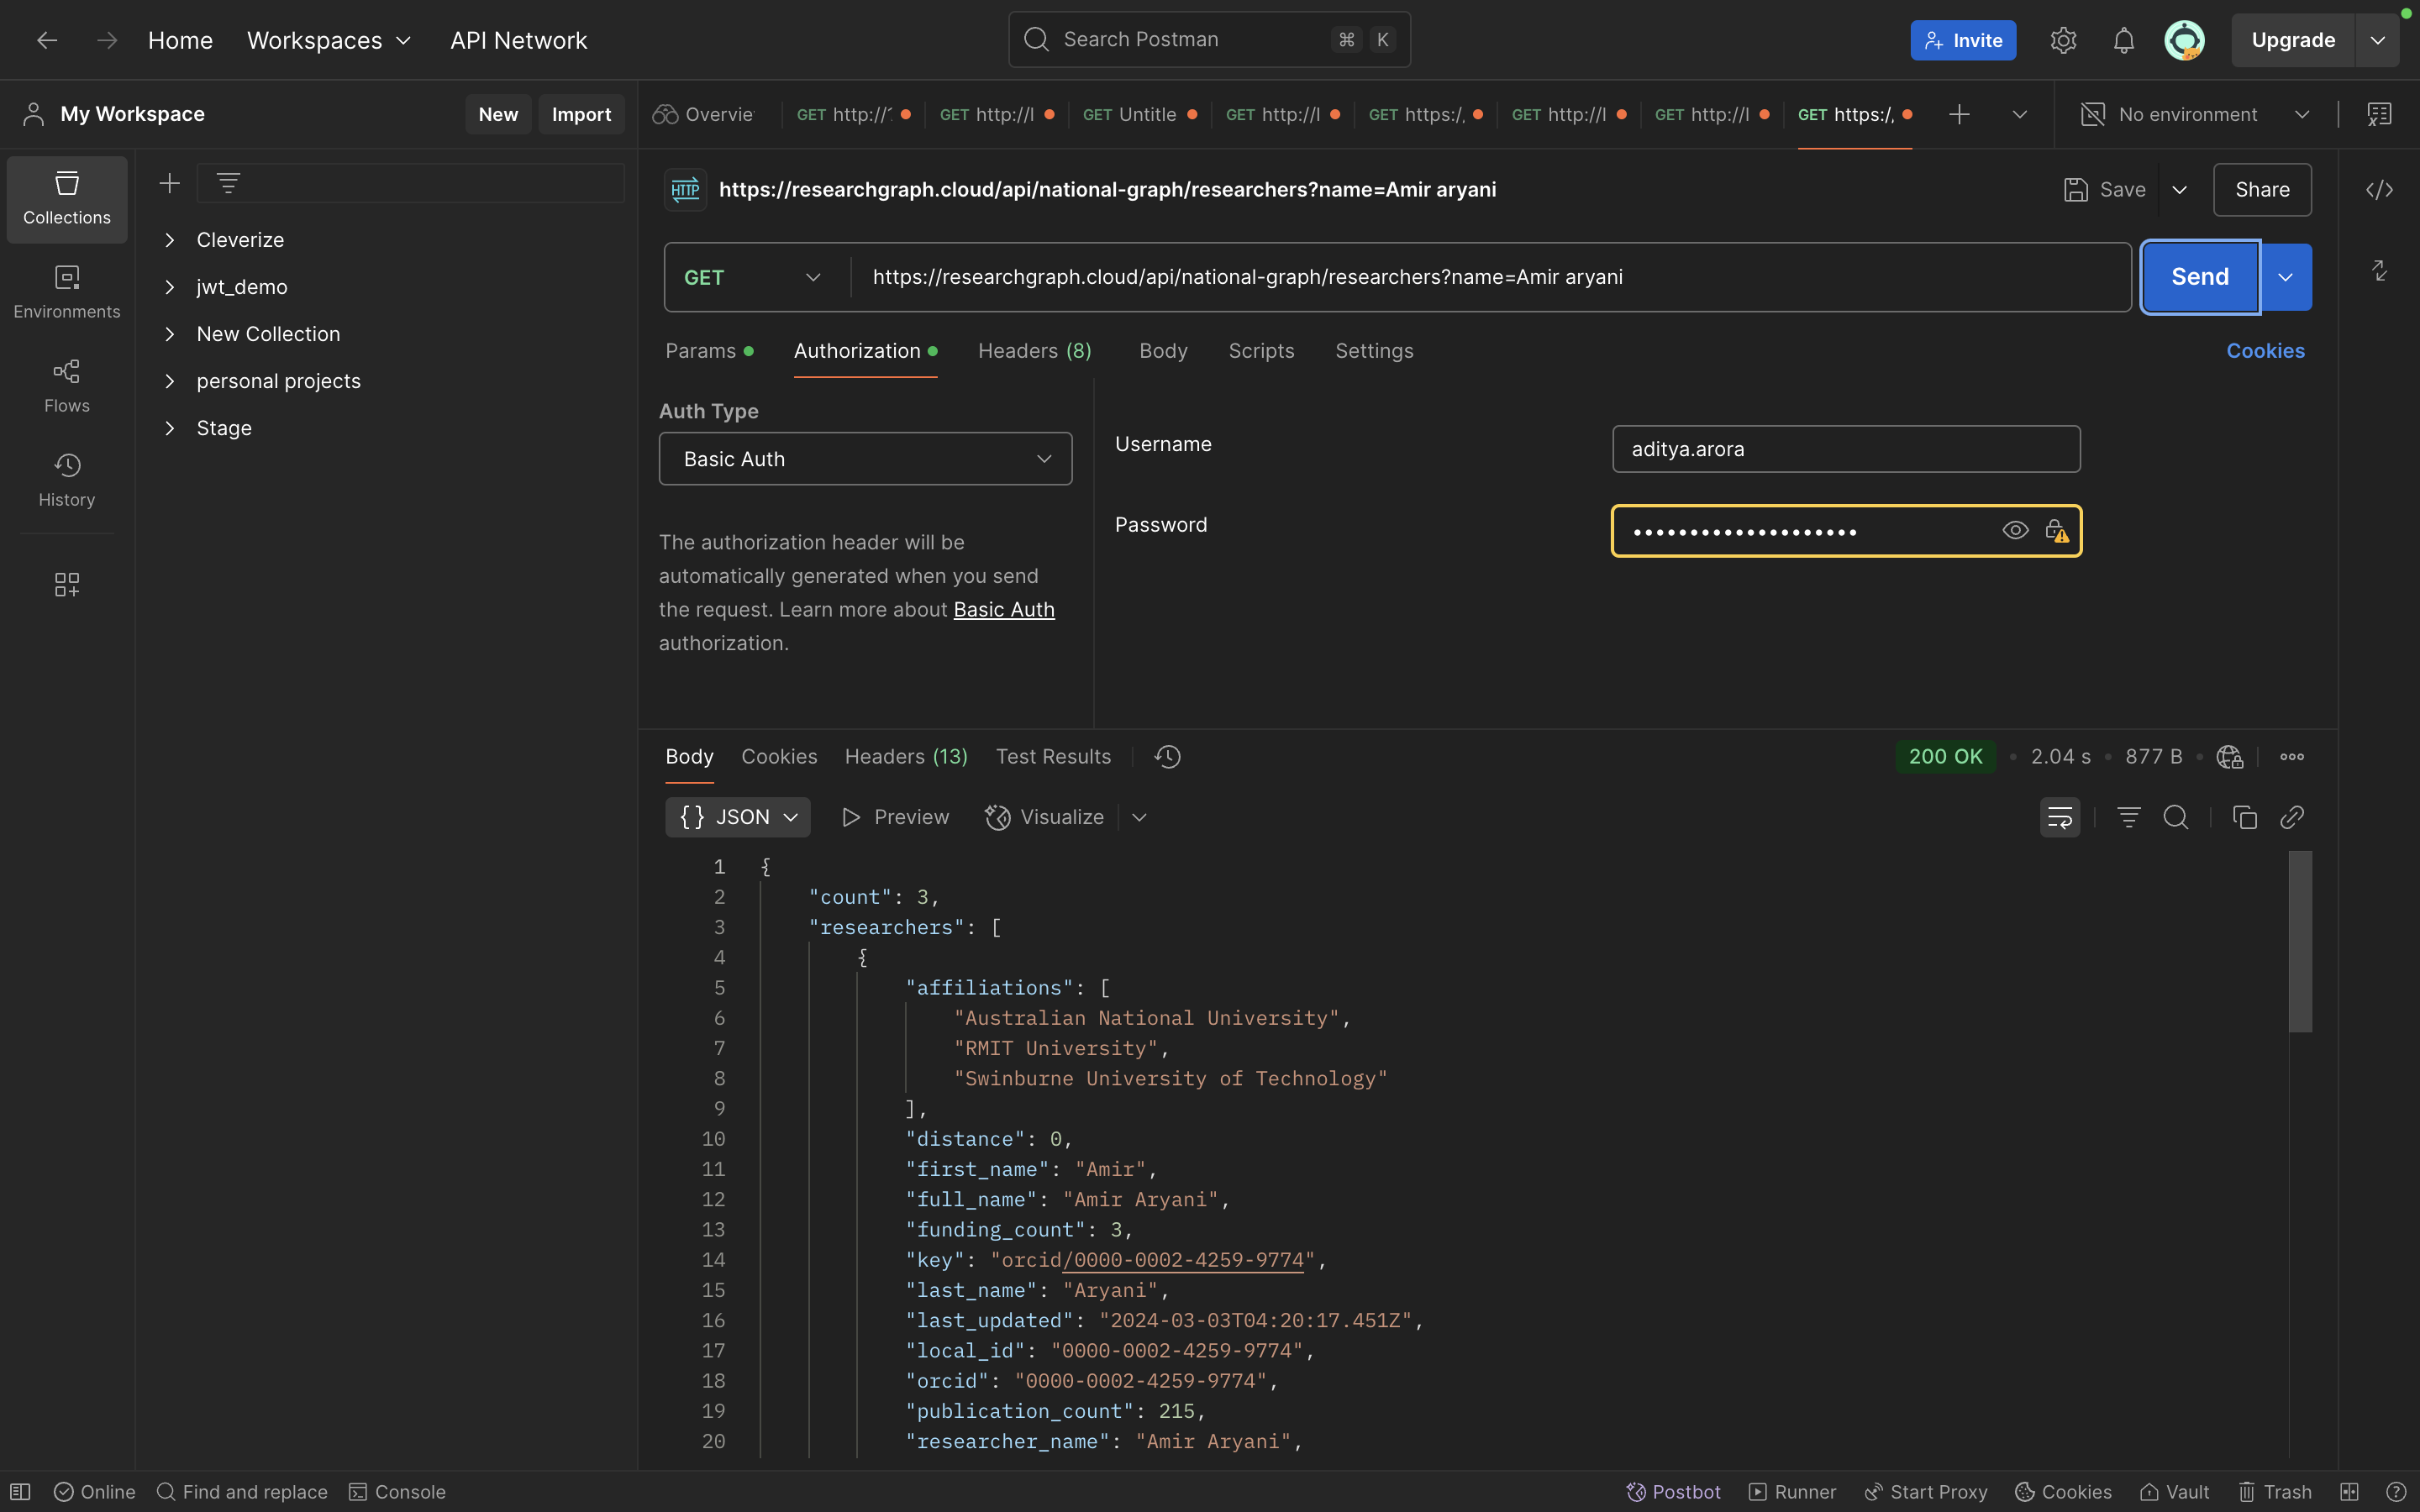 Home Workspaces API Network Search Postman ⌘ K Invite Upgrade
My Workspace New Import Overvie GET http://' GET http://l GET Untitle GET http://l GET https:/, GET http://l GET http://l GET https:/, No environment
Collections
Environments
Flows
History
Cleverize
jwt_demo
New Collection
personal projects
Stage
HTTP https://researchgraph.cloud/api/national-graph/researchers?name=Amir aryani Save Share
GET https://researchgraph.cloud/api/national-graph/researchers?name=Amir aryani Send
Params Authorization Headers (8) Body Scripts Settings Cookies
Auth Type
Basic Auth
The authorization header will be
automatically generated when you send
the request. Learn more about Basic Auth
authorization.
Username aditya.arora
Password •••••••••••••••••••
Body Cookies Headers (13) Test Results 200 OK • 2.04 s • 877 B
{} JSON Preview Visualize
1 {
2 "count": 3,
3 "researchers": [
4 {
5 "affiliations": [
6 "Australian National University",
7 "RMIT University",
8 "Swinburne University of Technology"
9 ],
10 "distance": 0,
11 "first_name": "Amir",
12 "full_name": "Amir Aryani",
13 "funding_count": 3,
14 "key": "orcid/0000-0002-4259-9774",
15 "last_name": "Aryani",
16 "last_updated": "2024-03-03T04:20:17.451Z",
17 "local_id": "0000-0002-4259-9774",
18 "orcid": "0000-0002-4259-9774",
19 "publication_count": 215,
20 "researcher_name": "Amir Aryani",
Online Find and replace Console Postbot Runner Start Proxy Cookies Vault Trash